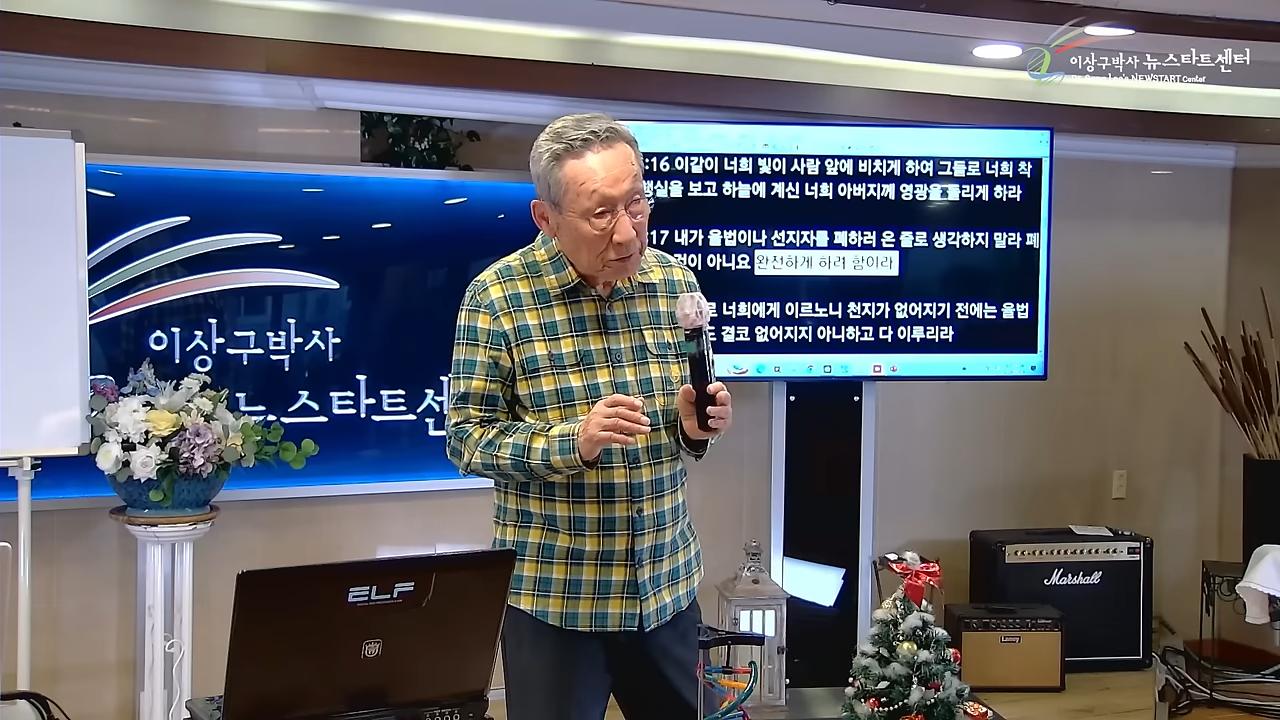 이상구박사 뉴스타트센터
NEWSTART Center
:16 이같이 너희 빛이 사람 앞에 비치게 하여 그들로 너희 착
행실을 보고 하늘에 계신 너희 아버지께 영광을 돌리게 하라
:17 내가 율법이나 선지자를 폐하러 온 줄로 생각하지 말라 폐
것이 아니요 완전하게 하려 함이라
로 너희에게 이르노니 천지가 없어지기 전에는 율법
도 결코 없어지지 아니하고 다 이루리라
이상구박사
뉴스타트센
ELF
Marshall
Laney